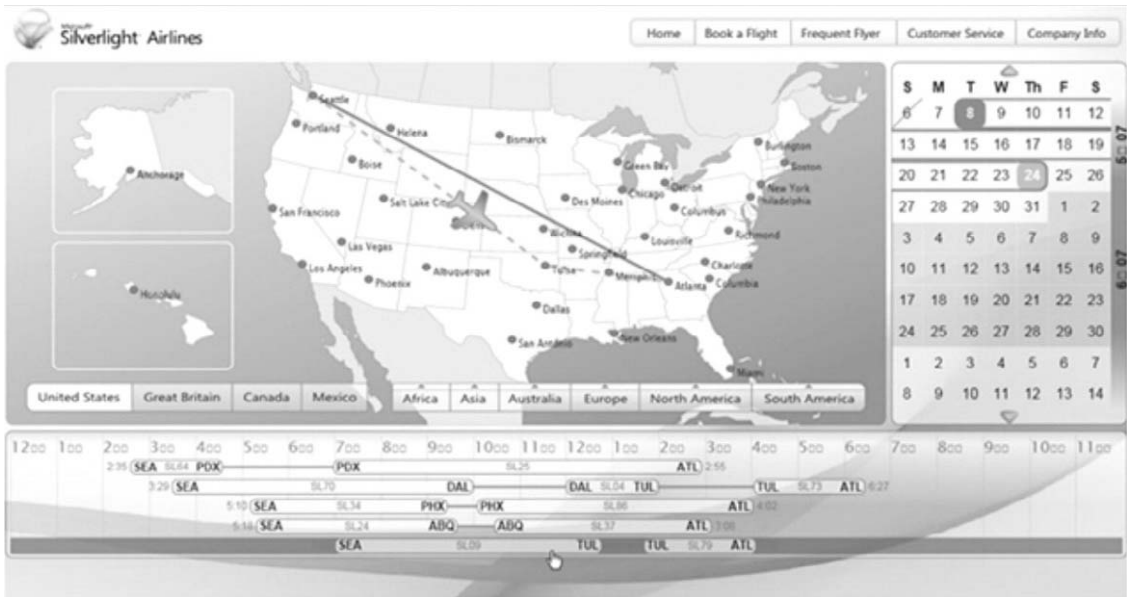 Microsoft
Silverlight Airlines
Home Book a Flight Frequent Flyer Customer Service Company Info
Seattle
Portland
Helena
Bismarck
Boise
Burlington
Boston
Green Bay
Anchorage
Salt Lake City
Chicago
Detroit
New York
Philadelphia
San Francisco
Des Moines
Columbus
Wichita
Louisville
Richmond
Las Vegas
Springfield
Los Angeles
Albuquerque
Tulsa
Memphis
Charlotte
Phoenix
Atlanta
Columbia
Honolulu
Dallas
San Antonio
New Orleans
Miami
United States Great Britain Canada Mexico Africa Asia Australia Europe North America South America
S M T W Th F S
6 7 8 9 10 11 12
13 14 15 16 17 18 19
20 21 22 23 24 25 26
27 28 29 30 31 1 2
3 4 5 6 7 8 9
10 11 12 13 14 15 16
17 18 19 20 21 22 23
24 25 26 27 28 29 30
1 2 3 4 5 6 7
8 9 10 11 12 13 14
12:00 1:00 2:00 3:00 4:00 5:00 6:00 7:00 8:00 9:00 10:00 11:00 12:00 1:00 2:00 3:00 4:00 5:00 6:00 7:00 8:00 9:00 10:00 11:00
2:35 SEA SL64 PDX PDX SL25 ATL 2:55
3:29 SEA SL70 DAL DAL SL04 TUL TUL SL73 ATL 6:27
5:10 SEA SL34 PHX PHX SL86 ATL 4:02
5:18 SEA SL24 ABQ ABQ SL37 ATL 3:08
SEA SL09 TUL TUL SL79 ATL